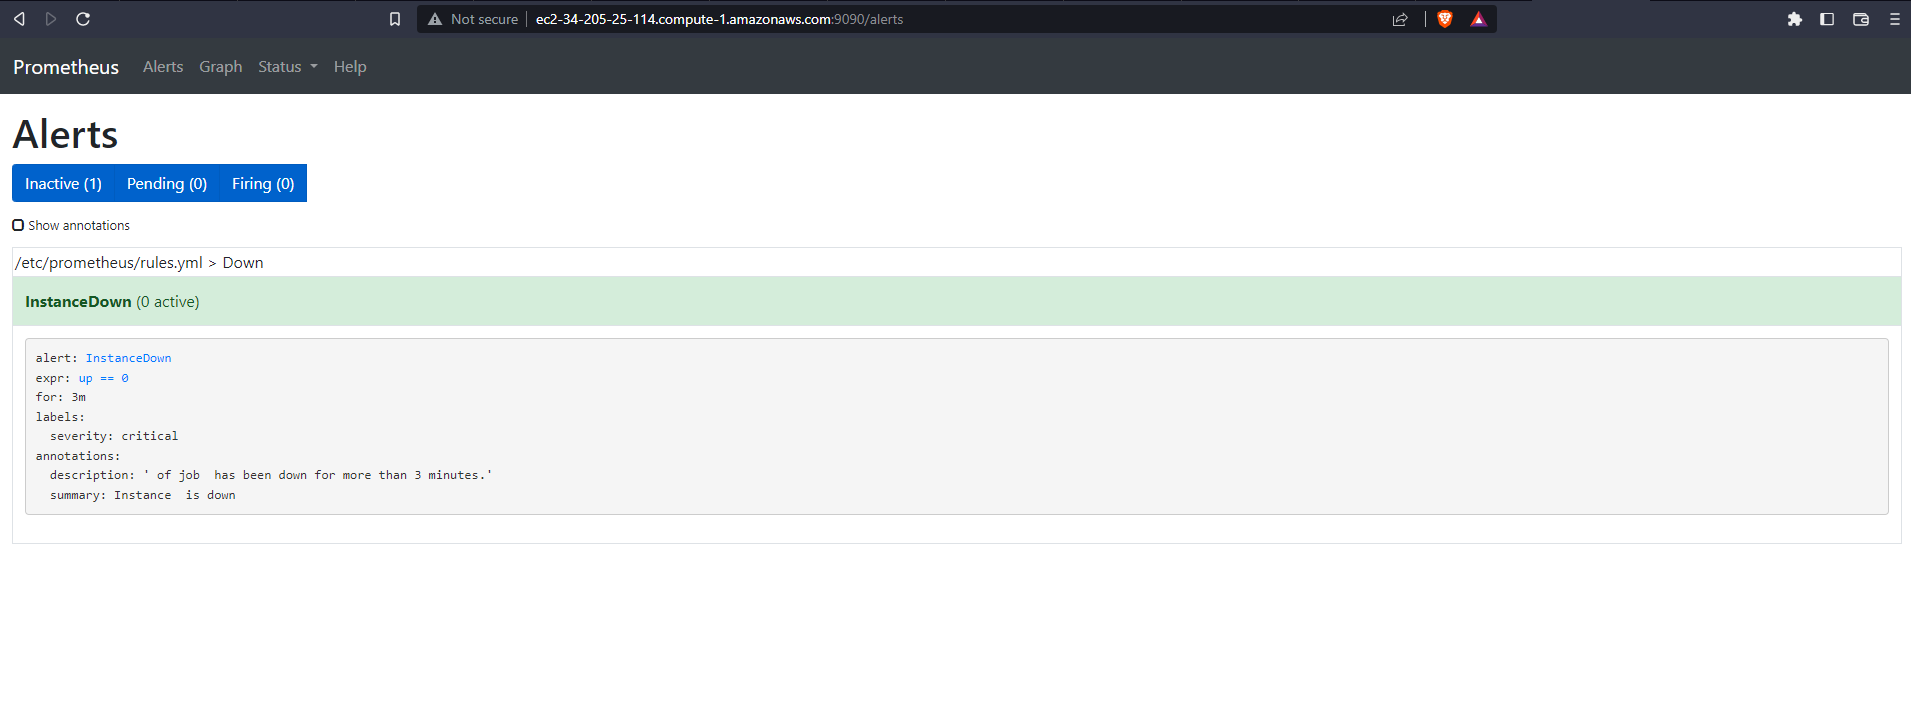 Not secure ec2-34-205-25-114.compute-1.amazonaws.com:9090/alerts
Prometheus Alerts Graph Status Help
Alerts
Inactive (1) Pending (0) Firing (0)
Show annotations
/etc/prometheus/rules.yml > Down
InstanceDown (0 active)
alert: InstanceDown
expr: up == 0
for: 3m
labels:
  severity: critical
annotations:
  description: ' of job  has been down for more than 3 minutes.'
  summary: Instance  is down